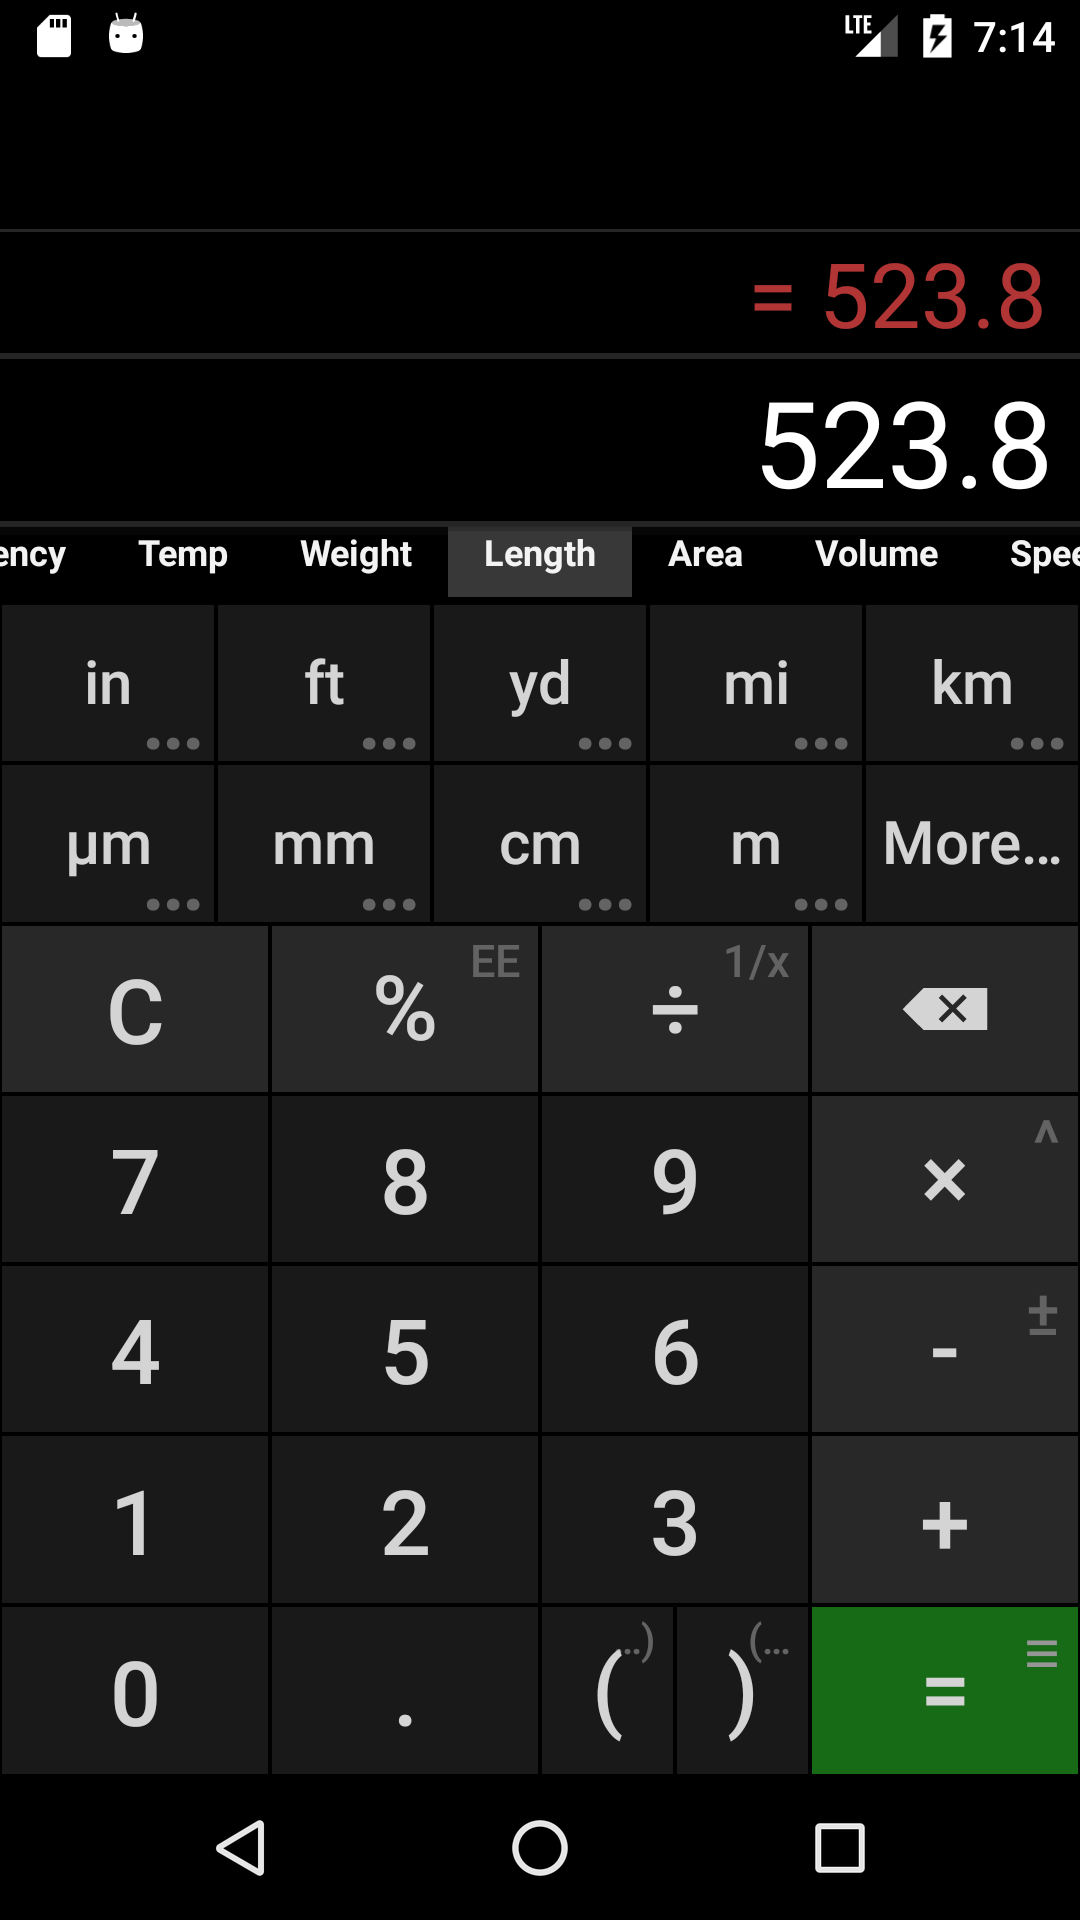 LTE 7:14
= 523.8
523.8
ency Temp Weight Length Area Volume Spee
in ft yd mi km
µm mm cm m More...
C % EE ÷ 1/x
7 8 9 × ^
4 5 6 - ±
1 2 3 +
0 . ( ..) ) (... =